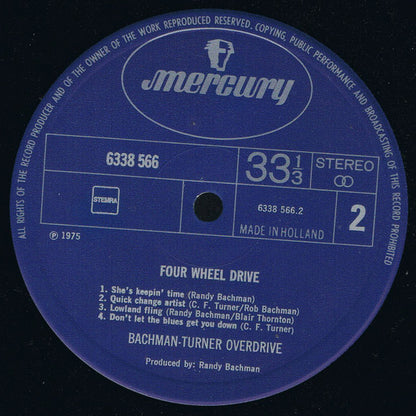 ALL RIGHTS OF THE RECORD PRODUCER AND OF THE OWNER OF THE WORK REPRODUCED RESERVED. COPYING, PUBLIC PERFORMANCE AND BROADCASTING OF THIS RECORD PROHIBITED
mercury
6338 566
33 1/3
STEREO
STEMRA
6338 566.2
2
MADE IN HOLLAND
℗ 1975
FOUR WHEEL DRIVE
1. She's keepin' time (Randy Bachman)
2. Quick change artist (C. F. Turner/Rob Bachman)
3. Lowland fling (Randy Bachman/Blair Thornton)
4. Don't let the blues get you down (C. F. Turner)
BACHMAN-TURNER OVERDRIVE
Produced by: Randy Bachman